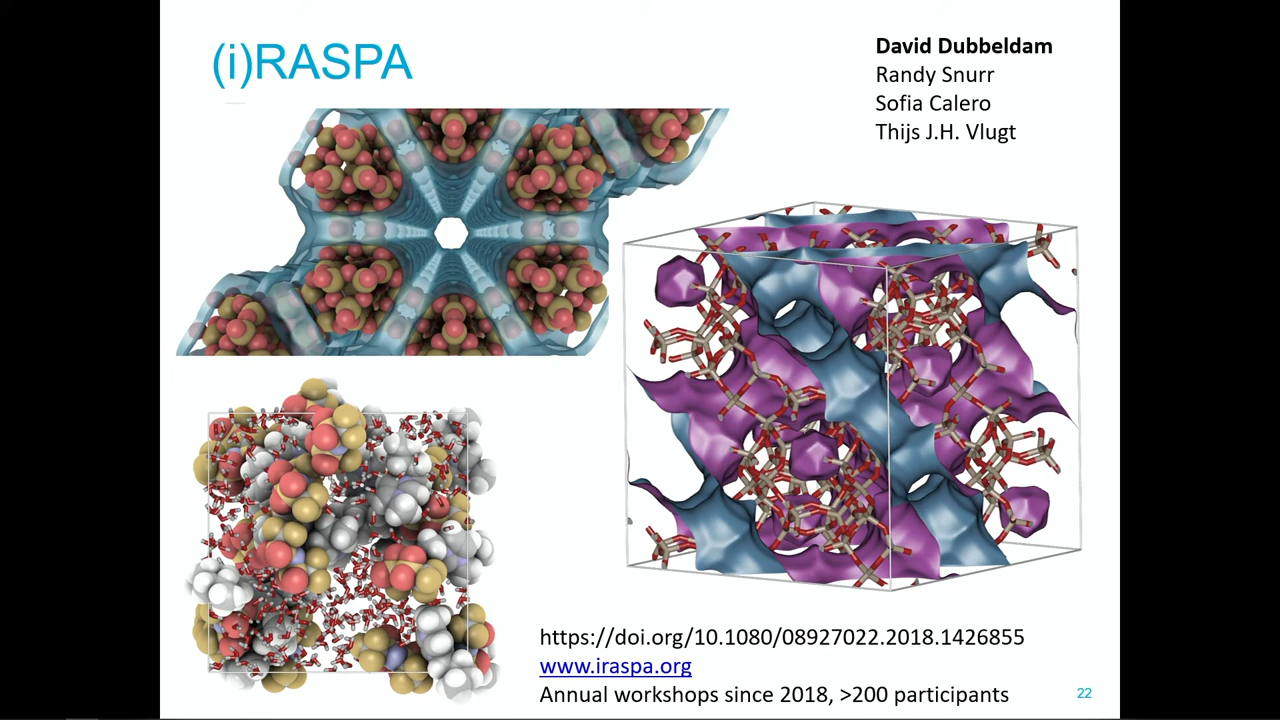 (i)RASPA
David Dubbeldam
Randy Snurr
Sofia Calero
Thijs J.H. Vlugt
https://doi.org/10.1080/08927022.2018.1426855
www.iraspa.org
Annual workshops since 2018, >200 participants
22